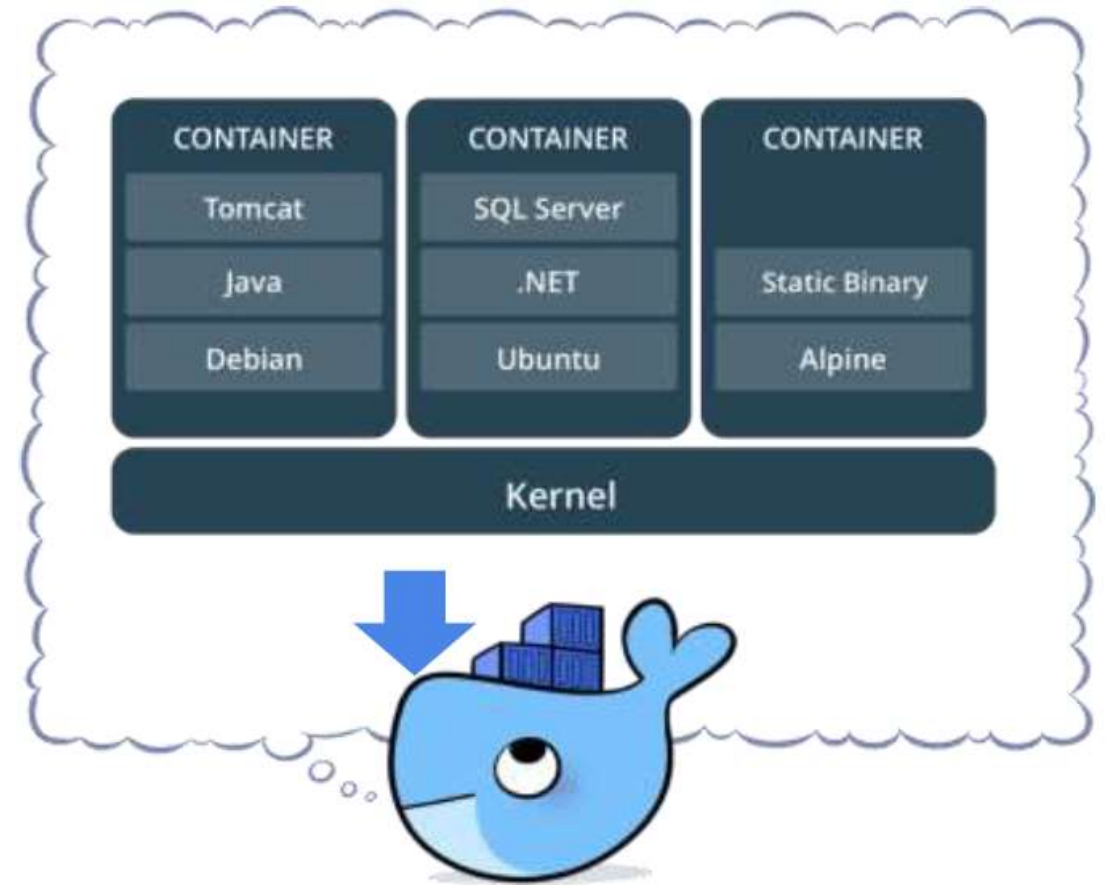 CONTAINER
Tomcat
Java
Debian
CONTAINER
SQL Server
.NET
Ubuntu
CONTAINER
Static Binary
Alpine
Kernel